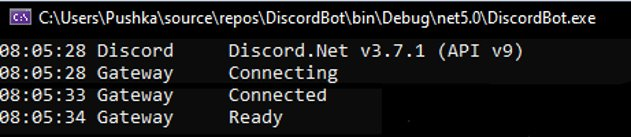 C:\Users\Pushka\source\repos\DiscordBot\bin\Debug\net5.0\DiscordBot.exe
08:05:28 Discord     Discord.Net v3.7.1 (API v9)
08:05:28 Gateway     Connecting
08:05:33 Gateway     Connected
08:05:34 Gateway     Ready